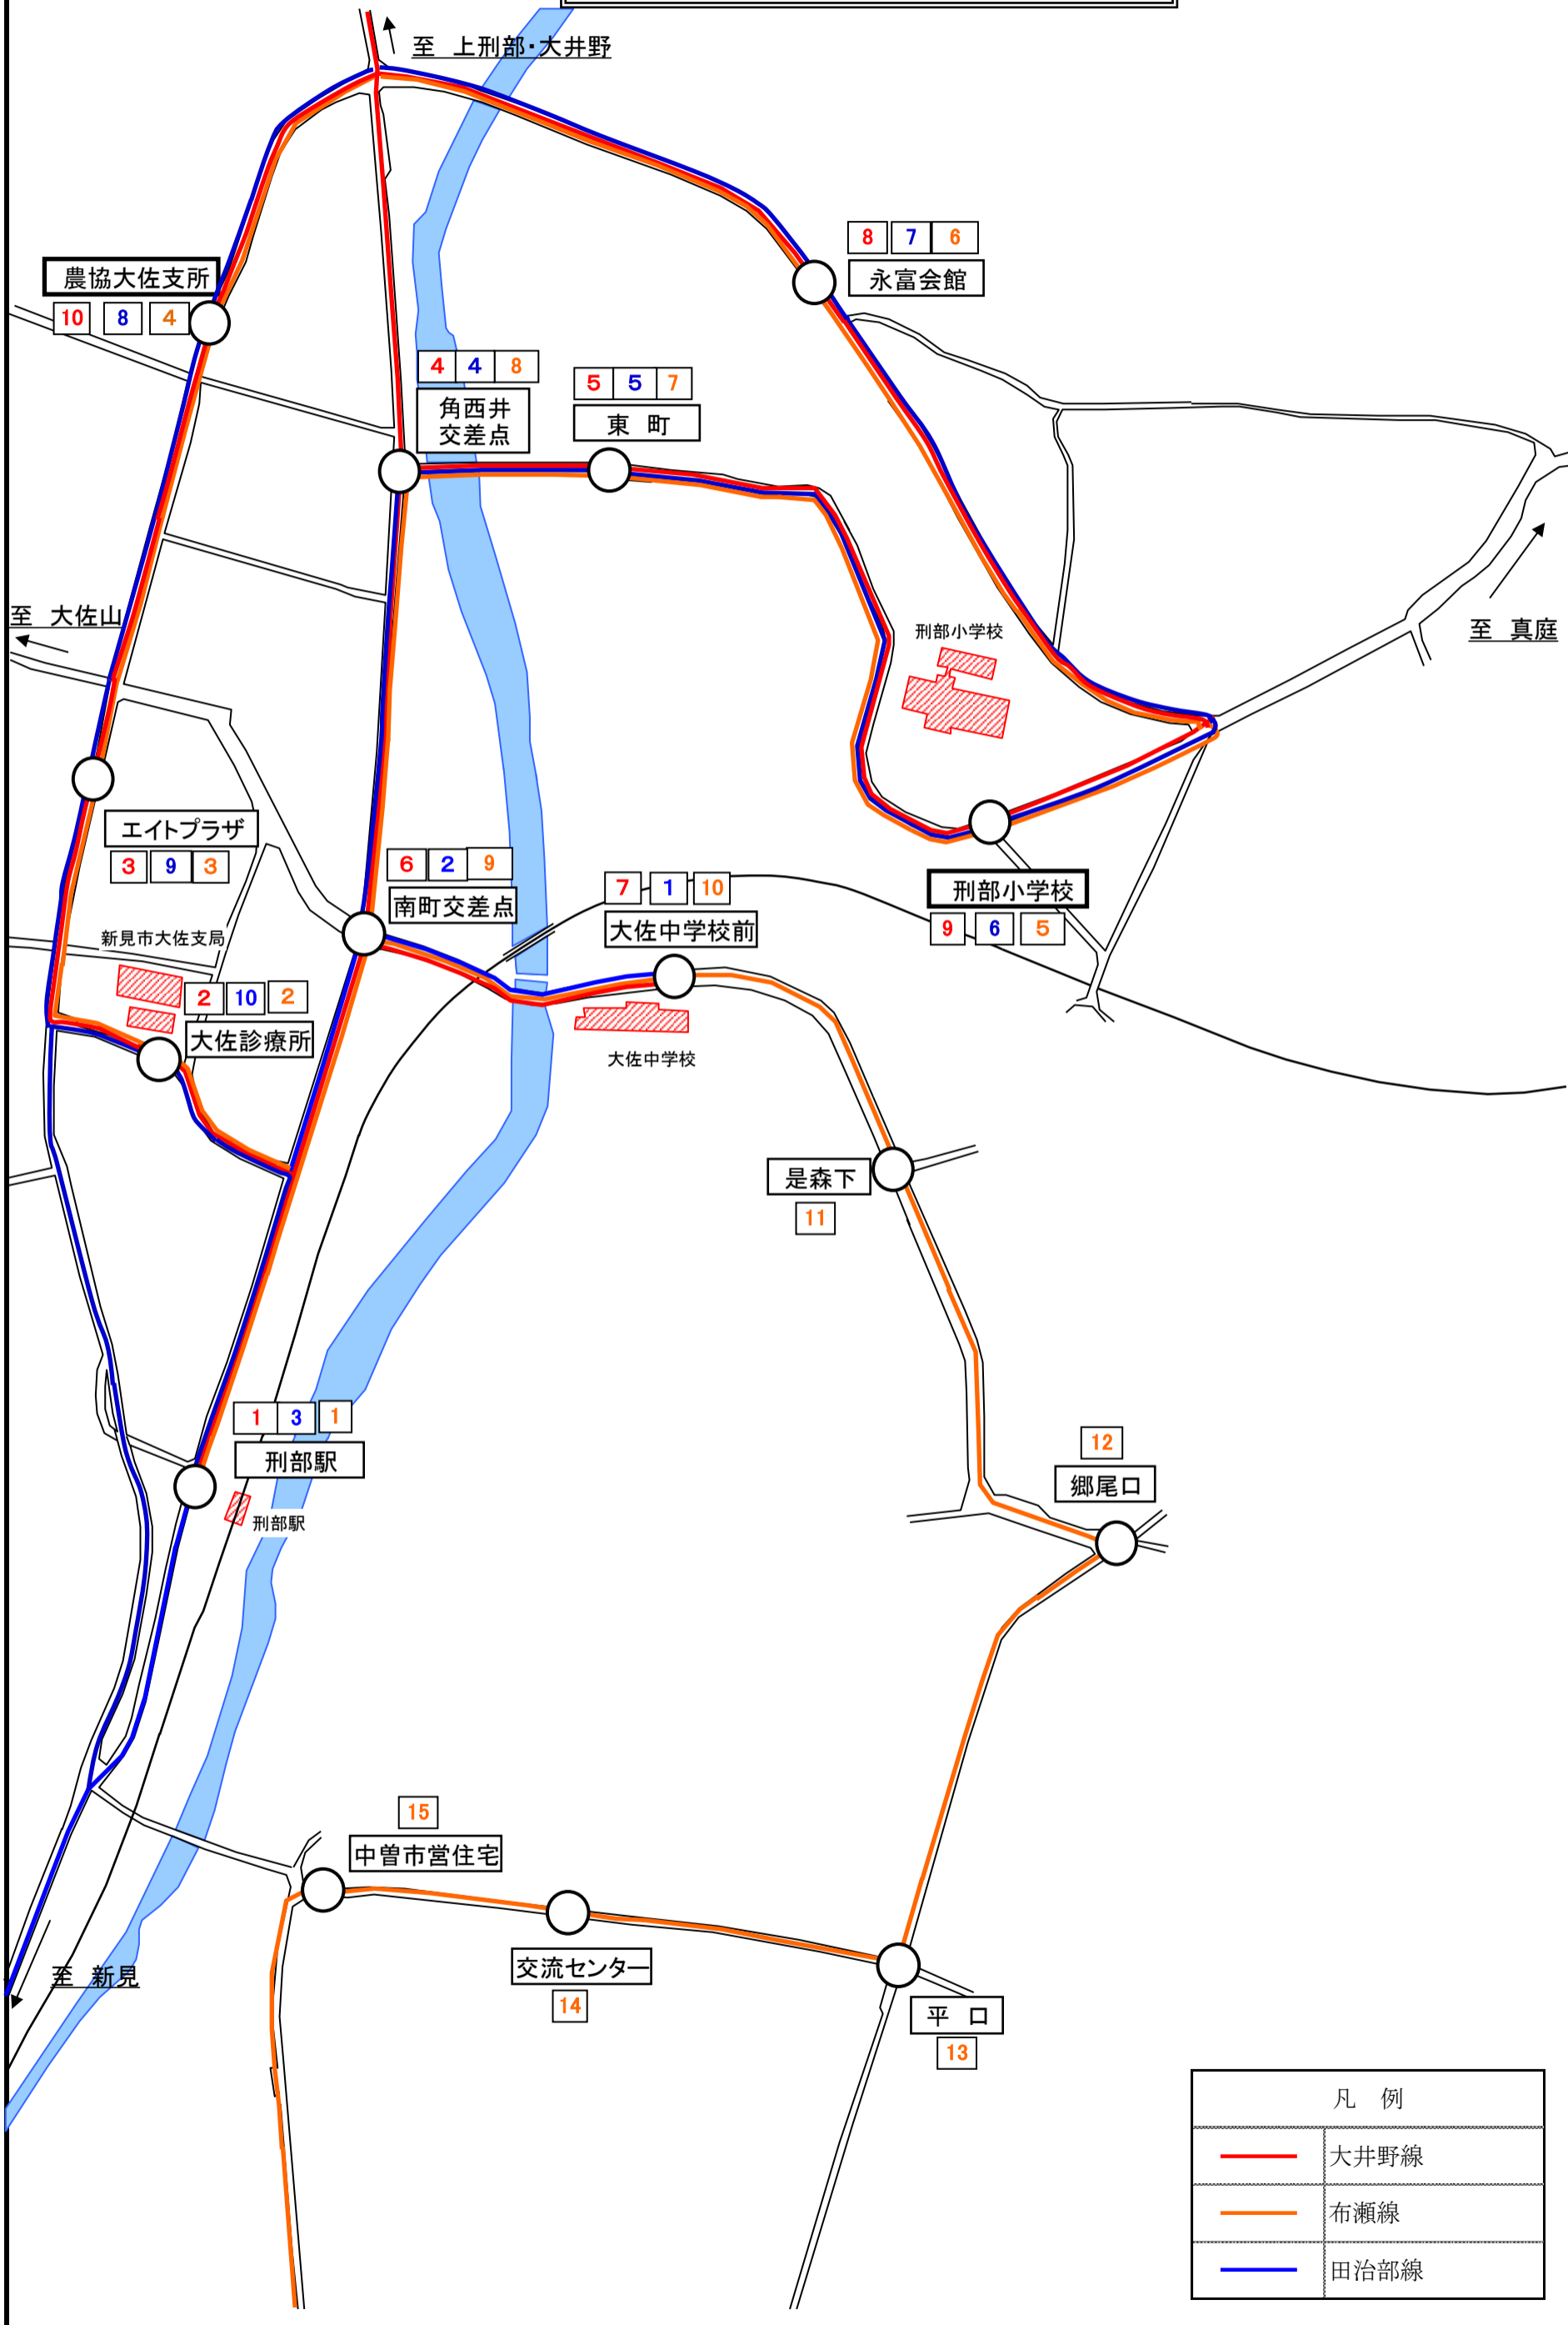 至 上刑部・大井野
8 7 6
永富会館
農協大佐支所
10 8 4
4 4 8
角西井
交差点
5 5 7
東 町
至 大佐山
刑部小学校
至 真庭
エイトプラザ
3 9 3
6 2 9
南町交差点
7 1 10
大佐中学校前
刑部小学校
9 6 5
新見市大佐支局
2 10 2
大佐診療所
大佐中学校
是森下
11
1 3 1
刑部駅
刑部駅
12
郷尾口
15
中曽市営住宅
交流センター
14
至 新見
平 口
13
凡 例
大井野線
布瀬線
田治部線